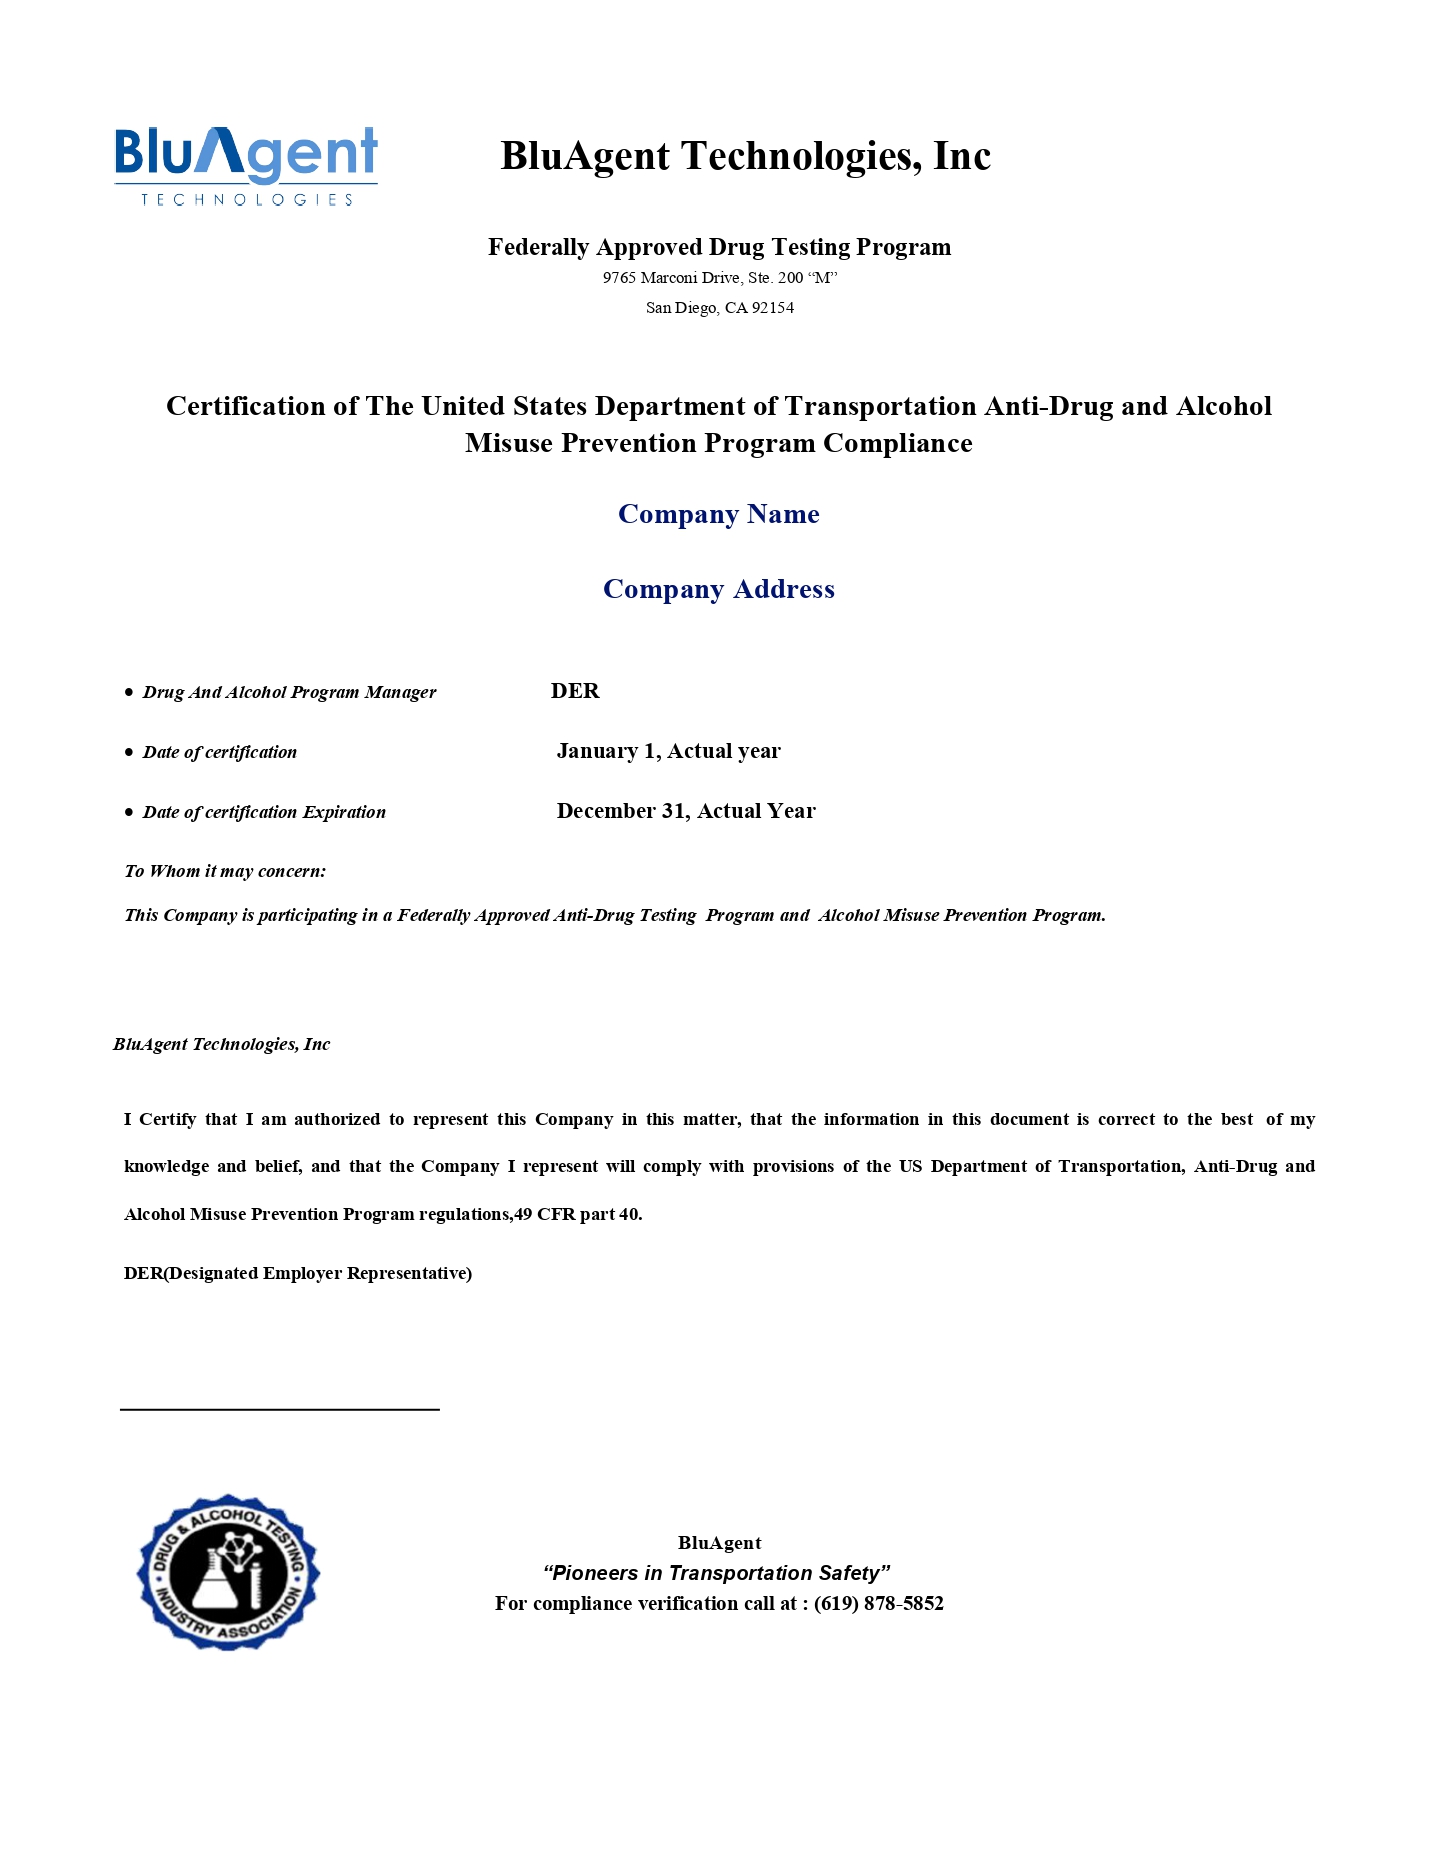 BluAgent
TECHNOLOGIES
BluAgent Technologies, Inc
Federally Approved Drug Testing Program
9765 Marconi Drive, Ste. 200 “M”
San Diego, CA 92154
Certification of The United States Department of Transportation Anti-Drug and Alcohol
Misuse Prevention Program Compliance
Company Name
Company Address
• Drug And Alcohol Program Manager DER
• Date of certification January 1, Actual year
• Date of certification Expiration December 31, Actual Year
To Whom it may concern:
This Company is participating in a Federally Approved Anti-Drug Testing Program and Alcohol Misuse Prevention Program.
BluAgent Technologies, Inc
I Certify that I am authorized to represent this Company in this matter, that the information in this document is correct to the best of my
knowledge and belief, and that the Company I represent will comply with provisions of the US Department of Transportation, Anti-Drug and
Alcohol Misuse Prevention Program regulations,49 CFR part 40.
DER(Designated Employer Representative)
DRUG & ALCOHOL TESTING
INDUSTRY ASSOCIATION
BluAgent
“Pioneers in Transportation Safety”
For compliance verification call at : (619) 878-5852